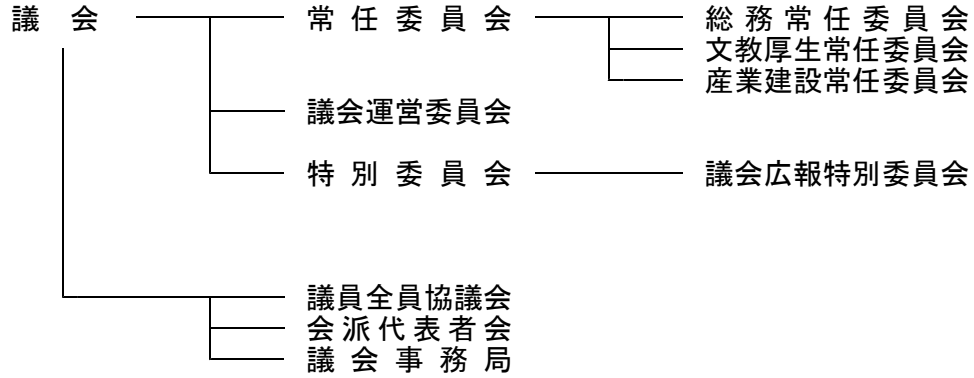 議会 常任委員会 総務常任委員会
文教厚生常任委員会
産業建設常任委員会
議会運営委員会
特別委員会 議会広報特別委員会
議員全員協議会
会派代表者会
議会事務局